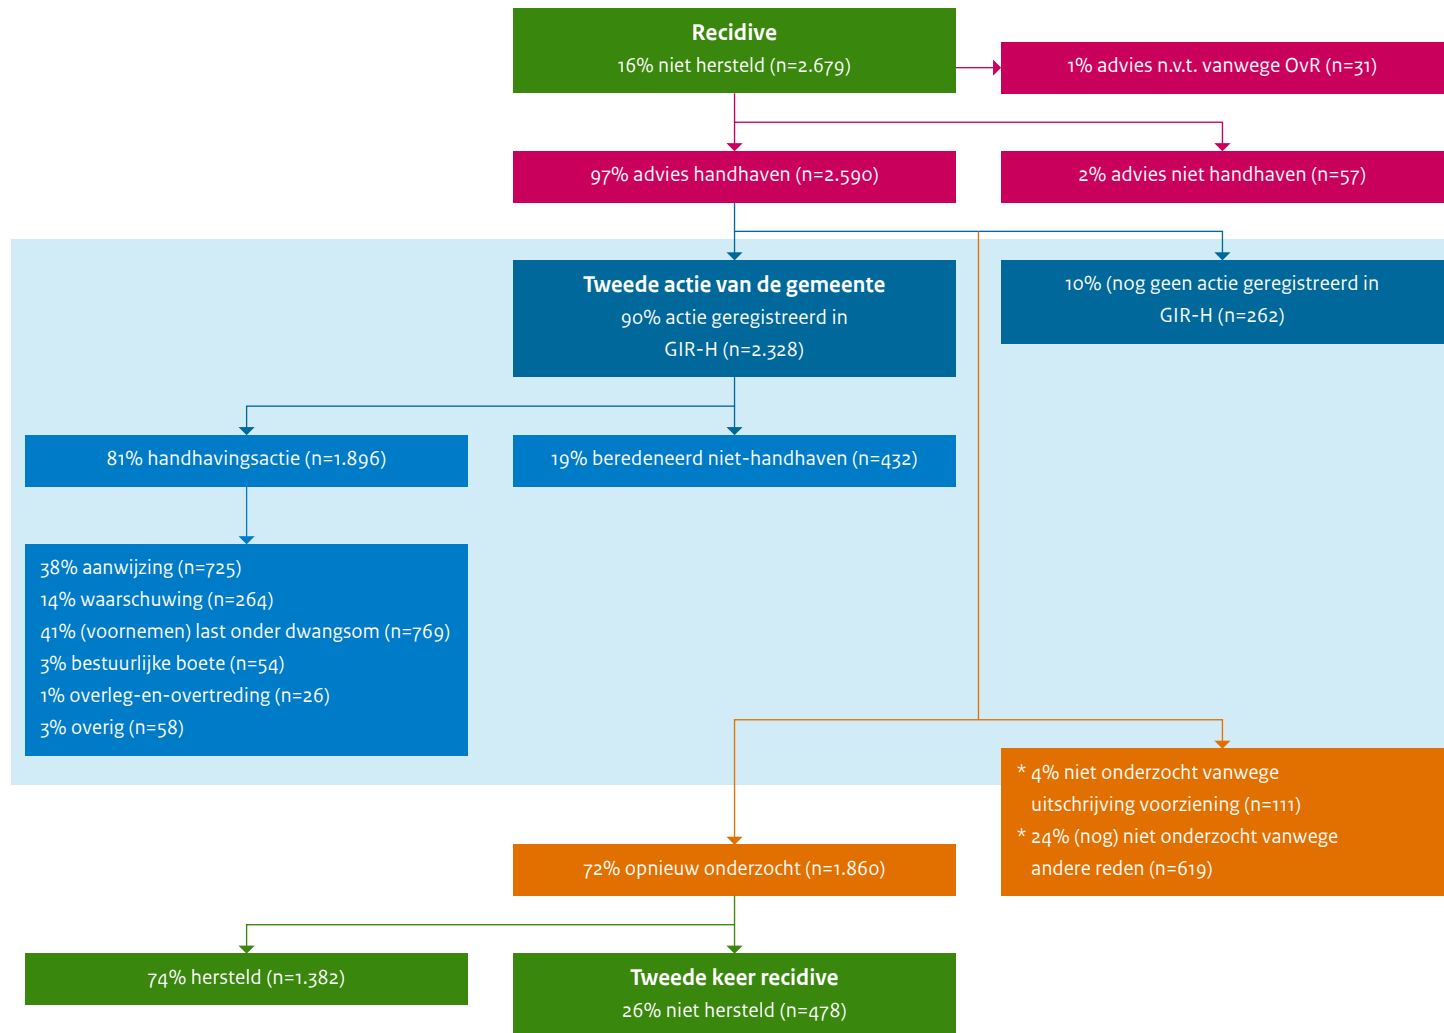 Recidive
16% niet hersteld (n=2.679)
1% advies n.v.t. vanwege OvR (n=31)
97% advies handhaven (n=2.590)
2% advies niet handhaven (n=57)
Tweede actie van de gemeente
90% actie geregistreerd in
GIR-H (n=2.328)
10% (nog geen actie geregistreerd in
GIR-H (n=262)
81% handhavingsactie (n=1.896)
19% beredeneerd niet-handhaven (n=432)
38% aanwijzing (n=725)
14% waarschuwing (n=264)
41% (voornemen) last onder dwangsom (n=769)
3% bestuurlijke boete (n=54)
1% overleg-en-overtreding (n=26)
3% overig (n=58)
* 4% niet onderzocht vanwege
uitschrijving voorziening (n=111)
* 24% (nog) niet onderzocht vanwege
andere reden (n=619)
72% opnieuw onderzocht (n=1.860)
74% hersteld (n=1.382)
Tweede keer recidive
26% niet hersteld (n=478)